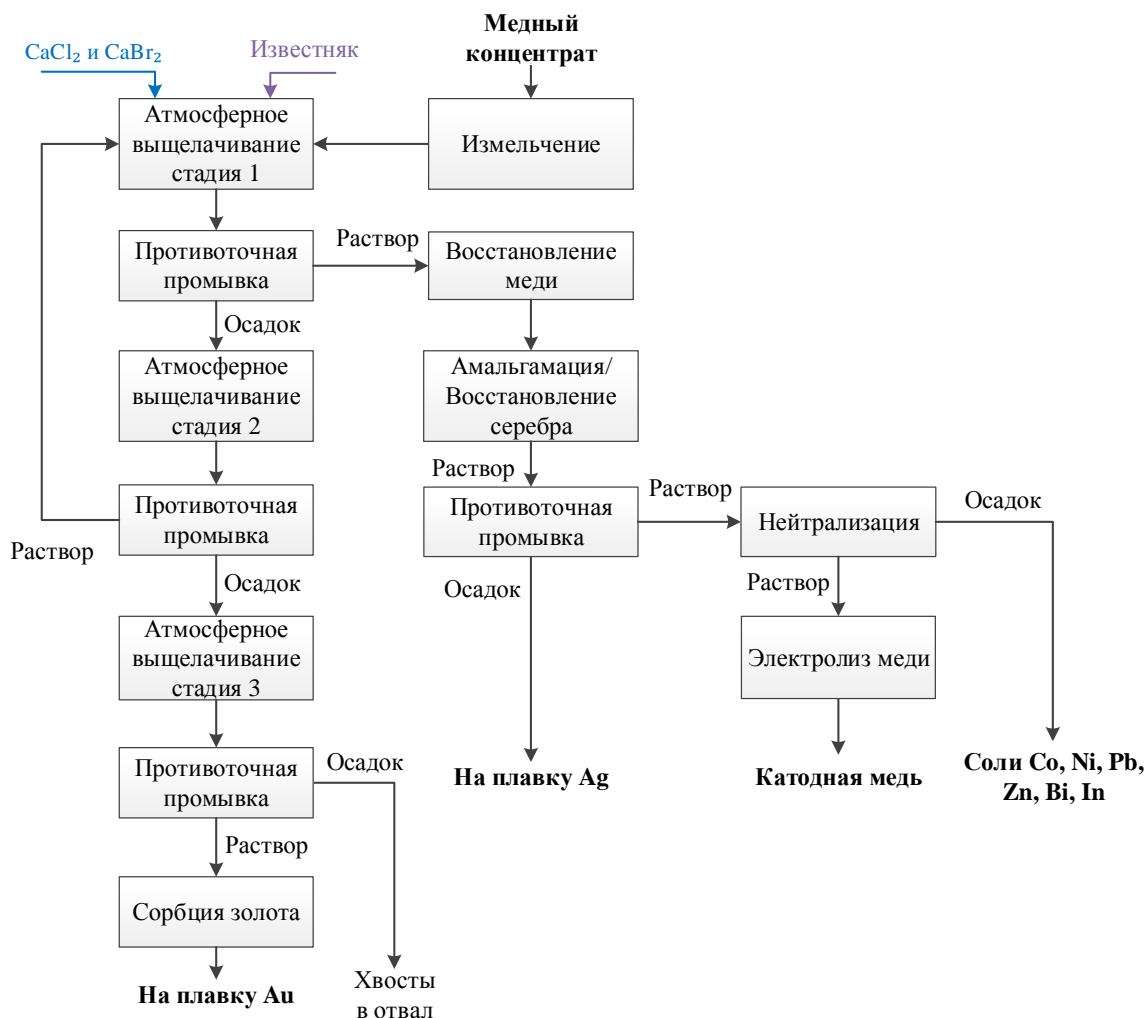 Медный
концентрат
CaCl₂ и CaBr₂
Известняк
Атмосферное
выщелачивание
стадия 1
Измельчение
Противоточная
промывка
Раствор
Восстановление
меди
Осадок
Атмосферное
выщелачивание
стадия 2
Амальгамация/
Восстановление
серебра
Раствор
Противоточная
промывка
Раствор
Противоточная
промывка
Раствор
Нейтрализация
Осадок
Осадок
Осадок
Раствор
Атмосферное
выщелачивание
стадия 3
Электролиз меди
Противоточная
промывка
Осадок
На плавку Ag
Катодная медь
Соли Co, Ni, Pb,
Zn, Bi, In
Раствор
Сорбция золота
На плавку Au
Хвосты
в отвал